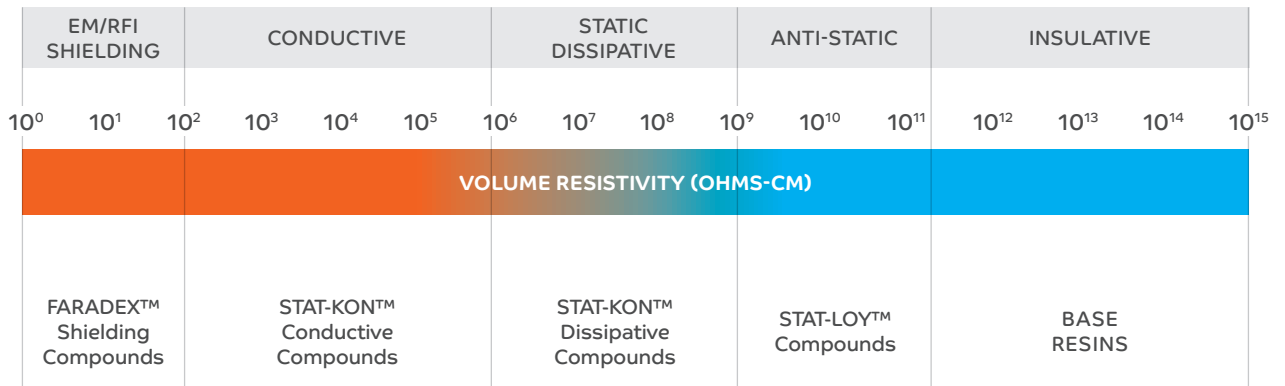 EM/RFI
SHIELDING
CONDUCTIVE
STATIC
DISSIPATIVE
ANTI-STATIC
INSULATIVE
10⁰ 10¹ 10² 10³ 10⁴ 10⁵ 10⁶ 10⁷ 10⁸ 10⁹ 10¹⁰ 10¹¹ 10¹² 10¹³ 10¹⁴ 10¹⁵
VOLUME RESISTIVITY (OHMS-CM)
FARADEX™
Shielding
Compounds
STAT-KON™
Conductive
Compounds
STAT-KON™
Dissipative
Compounds
STAT-LOY™
Compounds
BASE
RESINS